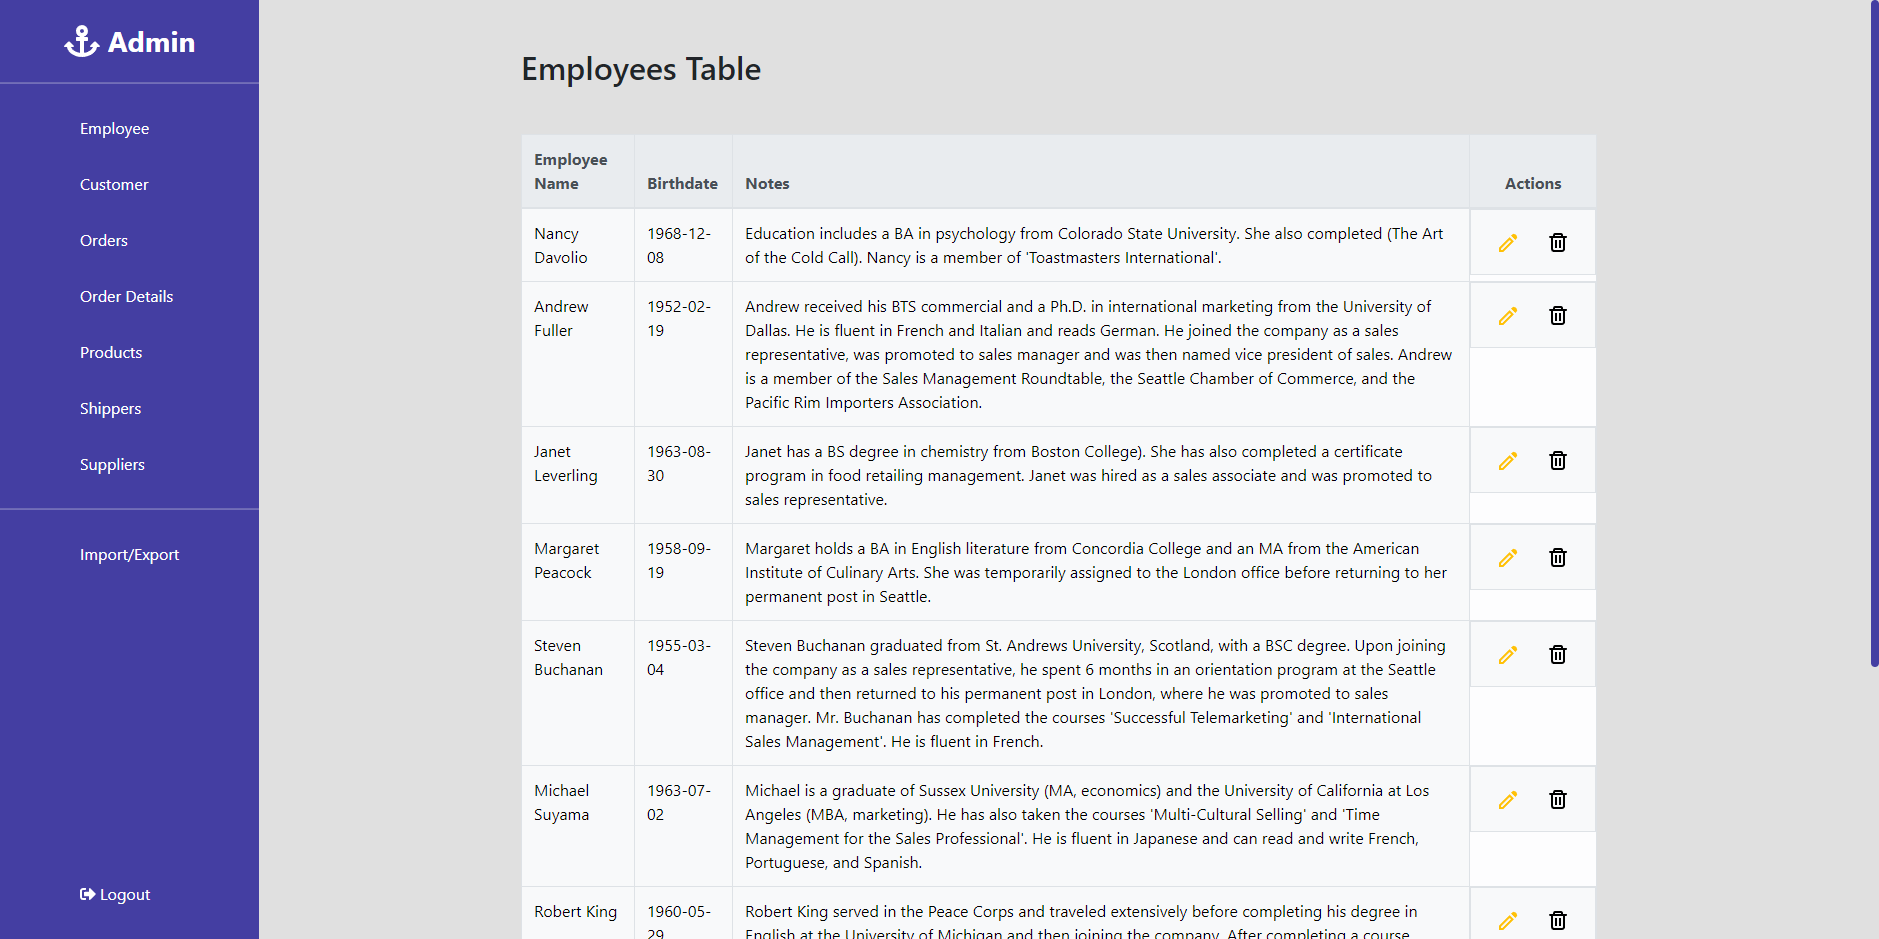 Admin
Employee
Customer
Orders
Order Details
Products
Shippers
Suppliers
Import/Export
Logout
Employees Table
Employee
Name
Birthdate
Notes
Actions
Nancy
Davolio
1968-12-
08
Education includes a BA in psychology from Colorado State University. She also completed (The Art
of the Cold Call). Nancy is a member of 'Toastmasters International'.
Andrew
Fuller
1952-02-
19
Andrew received his BTS commercial and a Ph.D. in international marketing from the University of
Dallas. He is fluent in French and Italian and reads German. He joined the company as a sales
representative, was promoted to sales manager and was then named vice president of sales. Andrew
is a member of the Sales Management Roundtable, the Seattle Chamber of Commerce, and the
Pacific Rim Importers Association.
Janet
Leverling
1963-08-
30
Janet has a BS degree in chemistry from Boston College). She has also completed a certificate
program in food retailing management. Janet was hired as a sales associate and was promoted to
sales representative.
Margaret
Peacock
1958-09-
19
Margaret holds a BA in English literature from Concordia College and an MA from the American
Institute of Culinary Arts. She was temporarily assigned to the London office before returning to her
permanent post in Seattle.
Steven
Buchanan
1955-03-
04
Steven Buchanan graduated from St. Andrews University, Scotland, with a BSC degree. Upon joining
the company as a sales representative, he spent 6 months in an orientation program at the Seattle
office and then returned to his permanent post in London, where he was promoted to sales
manager. Mr. Buchanan has completed the courses 'Successful Telemarketing' and 'International
Sales Management'. He is fluent in French.
Michael
Suyama
1963-07-
02
Michael is a graduate of Sussex University (MA, economics) and the University of California at Los
Angeles (MBA, marketing). He has also taken the courses 'Multi-Cultural Selling' and 'Time
Management for the Sales Professional'. He is fluent in Japanese and can read and write French,
Portuguese, and Spanish.
Robert King
1960-05-
29
Robert King served in the Peace Corps and traveled extensively before completing his degree in
English at the University of Michigan and then joining the company. After completing a course